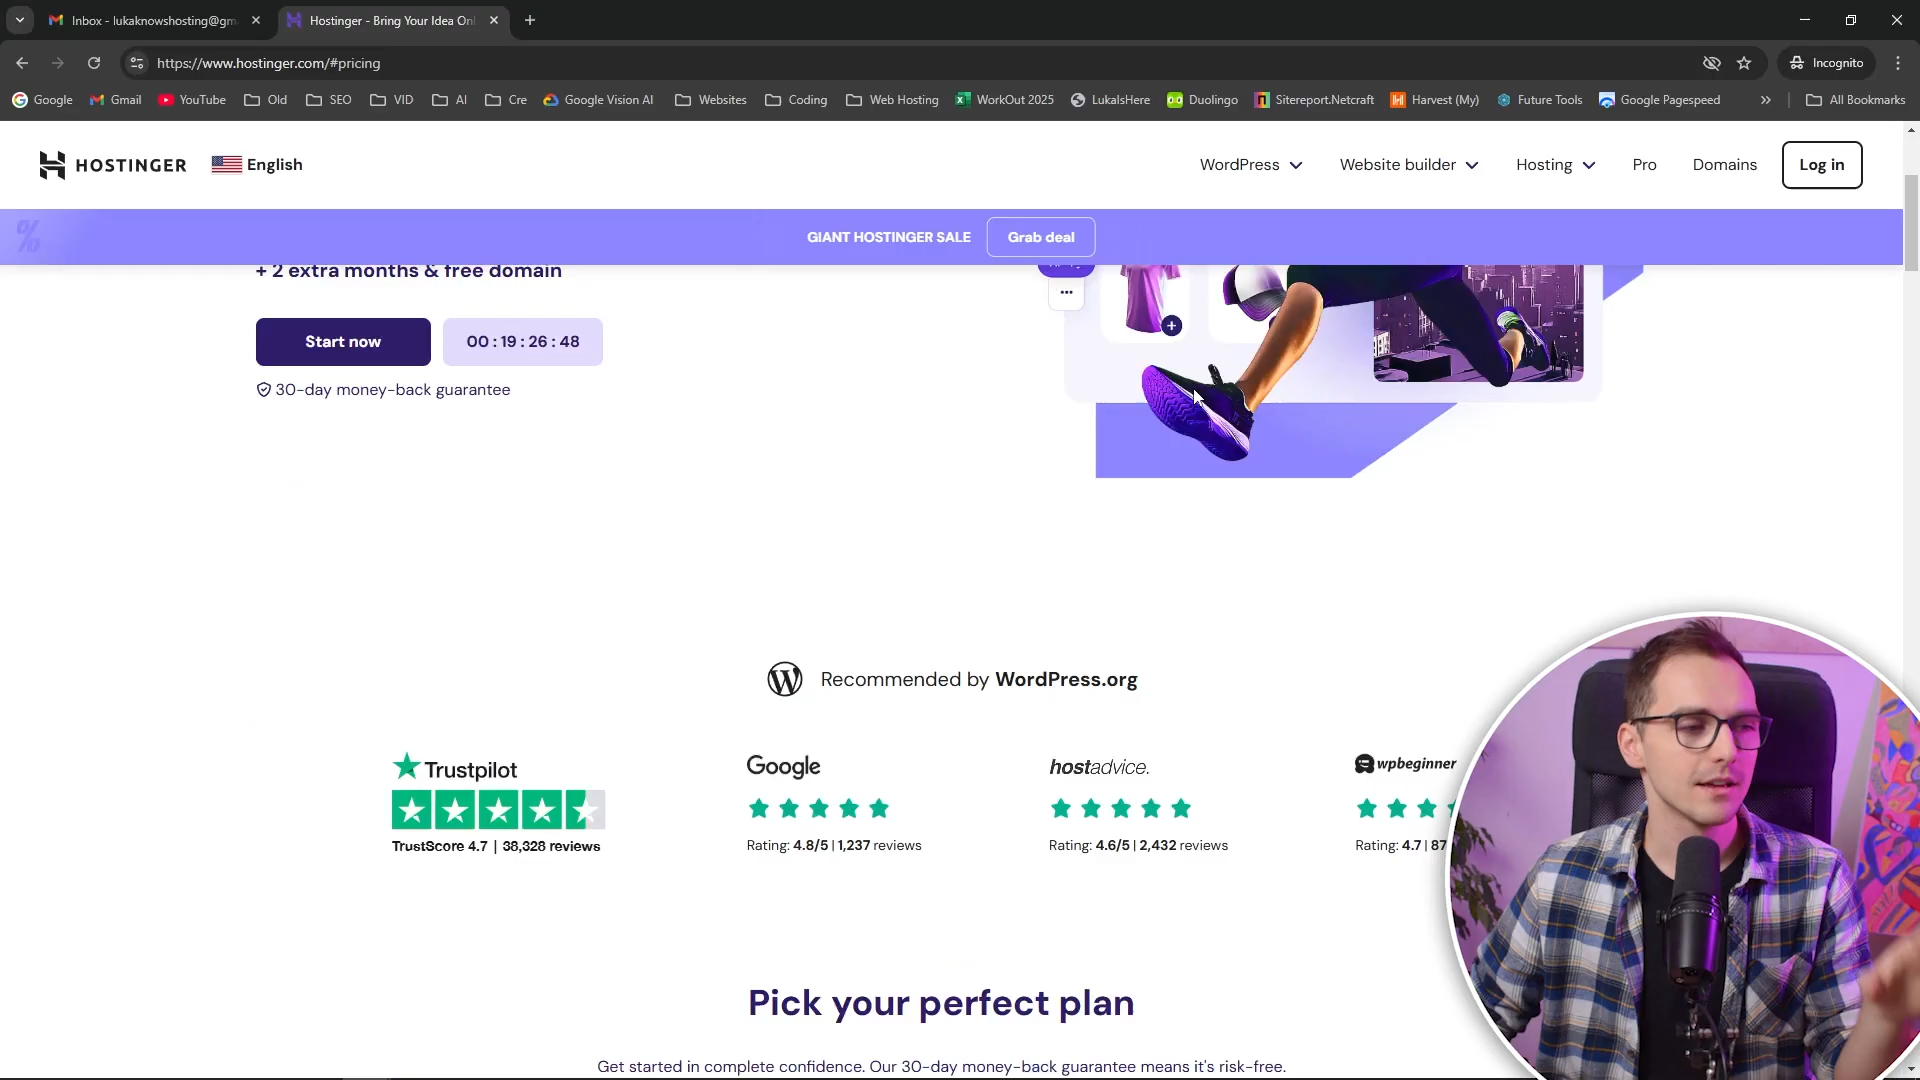 Inbox - lukaknowshosting@gm
Hostinger - Bring Your Idea Onl
https://www.hostinger.com/#pricing
Incognito
Google
Gmail
YouTube
Old
SEO
VID
AI
Cre
Google Vision AI
Websites
Coding
Web Hosting
WorkOut 2025
LukaIsHere
Duolingo
Sitereport.Netcraft
Harvest (My)
Future Tools
Google Pagespeed
All Bookmarks
HOSTINGER
English
WordPress
Website builder
Hosting
Pro
Domains
Log in
%
GIANT HOSTINGER SALE
Grab deal
+ 2 extra months & free domain
Start now
00 : 19 : 26 : 48
30-day money-back guarantee
Recommended by WordPress.org
Trustpilot
TrustScore 4.7 | 38,328 reviews
Google
Rating: 4.8/5 | 1,237 reviews
hostadvice.
Rating: 4.6/5 | 2,432 reviews
wpbeginner
Rating: 4.7 | 87
Pick your perfect plan
Get started in complete confidence. Our 30-day money-back guarantee means it's risk-free.